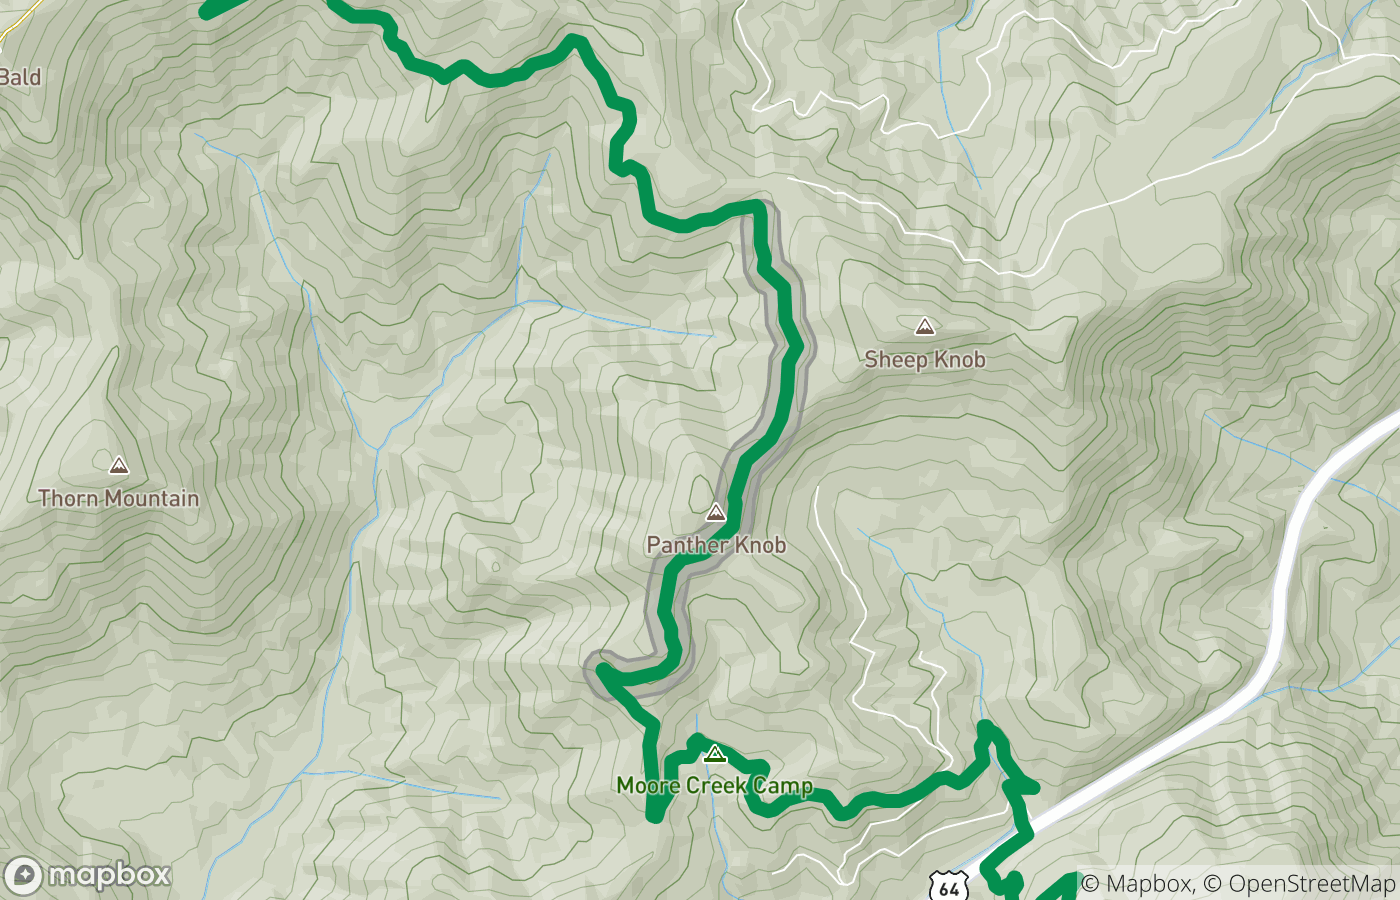 Bald
Sheep Knob
Thorn Mountain
Panther Knob
Moore Creek Camp
64
mapbox
© Mapbox, © OpenStreetMap